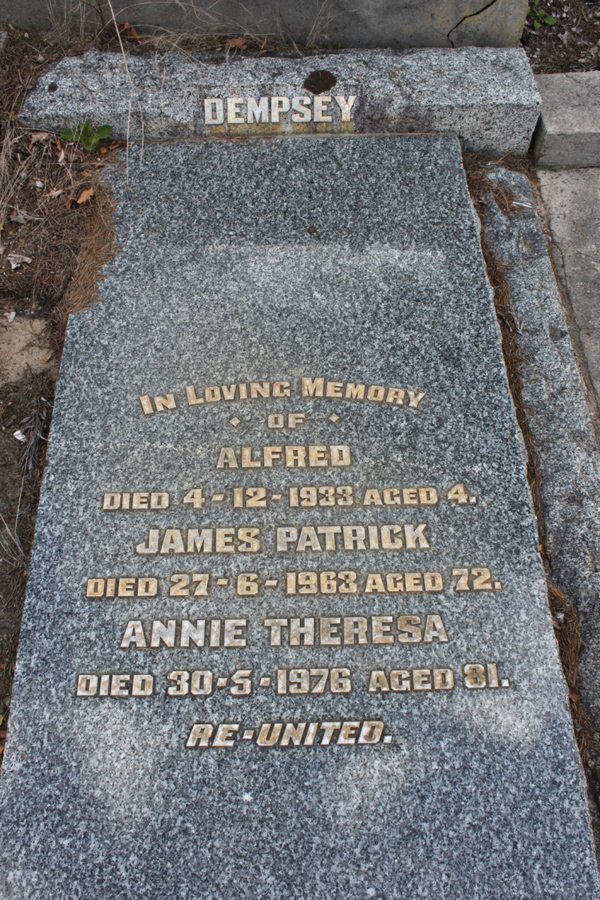 DEMPSEY
IN LOVING MEMORY
OF
ALFRED
DIED 4-12-1933 AGED 4.
JAMES PATRICK
DIED 27-6-1963 AGED 72.
ANNIE THERESA
DIED 30-5-1976 AGED 81.
RE-UNITED.